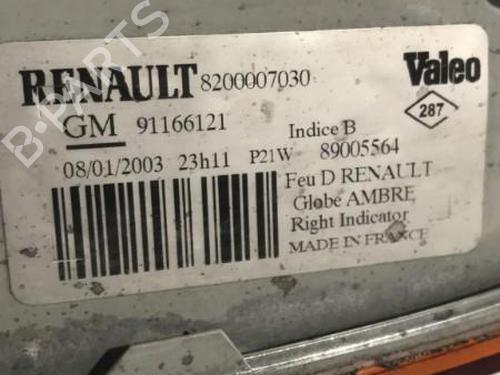 RENAULT 8200007030 Valeo
GM 91166121 287
Indice B
08/01/2003 23h11 P21W 89005564
Feu D RENAULT
Globe AMBRE
Right Indicator
MADE IN FRANCE
B-PARTS